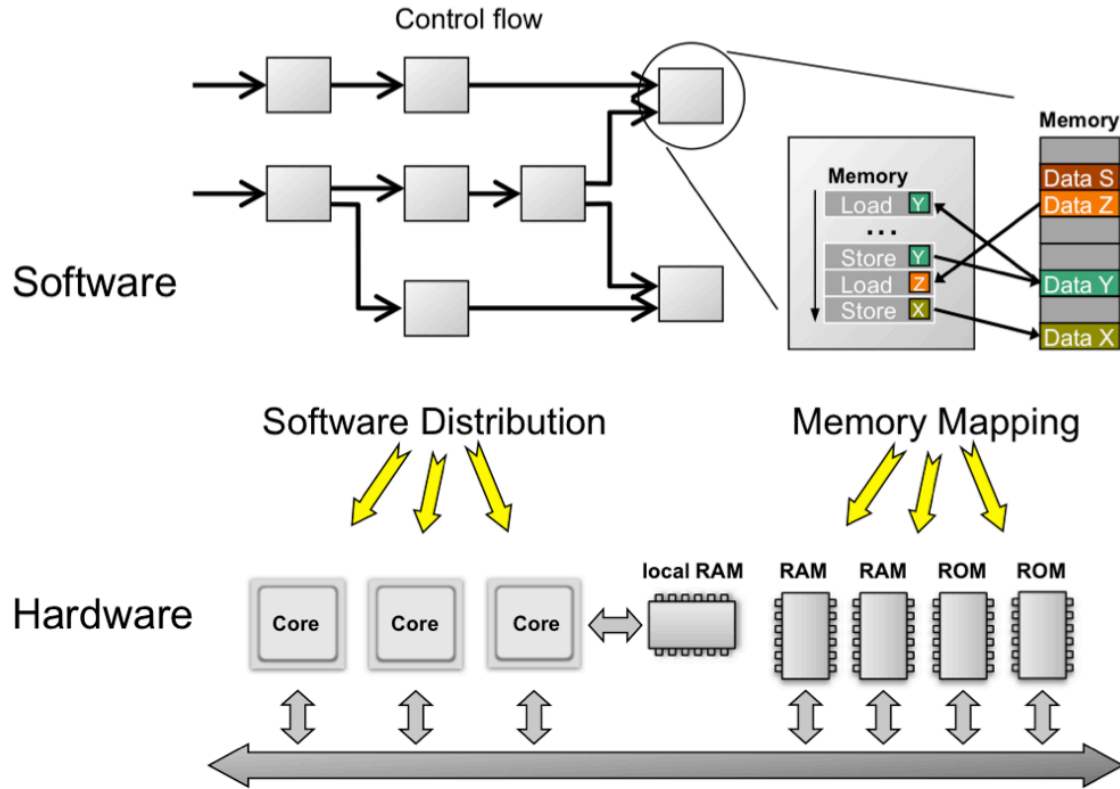 Control flow
Memory
Data S
Data Z
Data Y
Data X
Memory
Load Y
...
Store Y
Load Z
Store X
Software
Software Distribution
Memory Mapping
Hardware
Core
Core
Core
local RAM
RAM
RAM
ROM
ROM